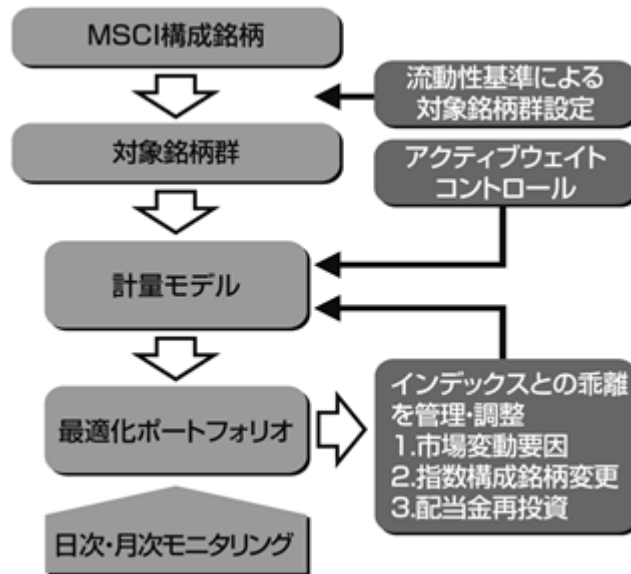 MSCI構成銘柄
流動性基準による
対象銘柄群設定
対象銘柄群
アクティブウェイト
コントロール
計量モデル
最適化ポートフォリオ
インデックスとの乖離
を管理・調整
1.市場変動要因
2.指数構成銘柄変更
3.配当金再投資
日次・月次モニタリング